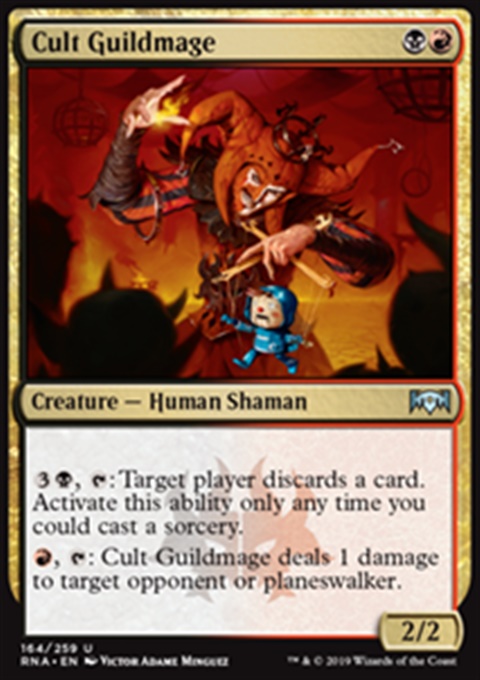 Cult Guildmage
Creature — Human Shaman
3, : Target player discards a card.
Activate this ability only any time you
could cast a sorcery.
, : Cult Guildmage deals 1 damage
to target opponent or planeswalker.
2/2
164/259 U
RNA • EN Victor Adame Minguez
™ & © 2019 Wizards of the Coast